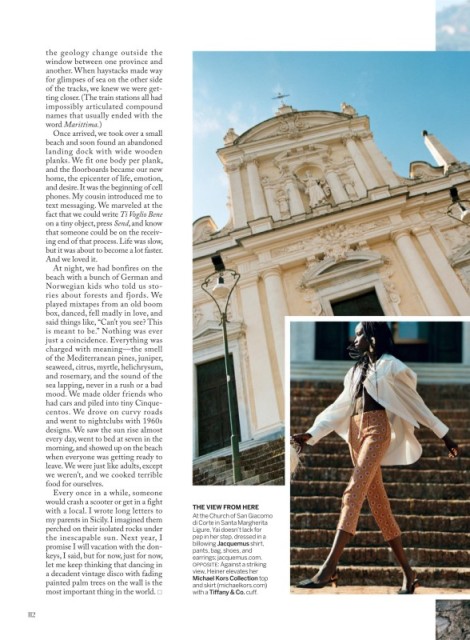 the geology change outside the
window between one province and
another. When haystacks made way
for glimpses of sea on the other side
of the tracks, we knew we were get-
ting closer. (The train stations all had
impossibly articulated compound
names that usually ended with the
word Marittima.)
Once arrived, we took over a small
beach and soon found an abandoned
landing dock with wide wooden
planks. We fit one body per plank,
and the floorboards became our new
home, the epicenter of life, emotion,
and desire. It was the beginning of cell
phones. My cousin introduced me to
text messaging. We marveled at the
fact that we could write Ti Voglio Bene
on a tiny object, press Send, and know
that someone could be on the receiv-
ing end of that process. Life was slow,
but it was about to become a lot faster.
And we loved it.
At night, we had bonfires on the
beach with a bunch of German and
Norwegian kids who told us sto-
ries about forests and fjords. We
played mixtapes from an old boom
box, danced, fell madly in love, and
said things like, “Can’t you see? This
is meant to be.” Nothing was ever
just a coincidence. Everything was
charged with meaning—the smell
of the Mediterranean pines, juniper,
seaweed, citrus, myrtle, helichrysum,
and rosemary, and the sound of the
sea lapping, never in a rush or a bad
mood. We made older friends who
had cars and piled into tiny Cinque-
centos. We drove on curvy roads
and went to nightclubs with 1960s
designs. We saw the sun rise almost
every day, went to bed at seven in the
morning, and showed up on the beach
when everyone was getting ready to
leave. We were just like adults, except
we weren’t, and we cooked terrible
food for ourselves.
Every once in a while, someone
would crash a scooter or get in a fight
with a local. I wrote long letters to
my parents in Sicily. I imagined them
perched on their isolated rocks under
the inescapable sun. Next year, I
promise I will vacation with the don-
keys, I said, but for now, just for now,
let me keep thinking that dancing in
a decadent vintage disco with fading
painted palm trees on the wall is the
most important thing in the world. □
THE VIEW FROM HERE
At the Church of San Giacomo
di Corte in Santa Margherita
Ligure, Yai doesn’t lack for
pep in her step, dressed in a
billowing Jacquemus shirt,
pants, bag, shoes, and
earrings; jacquemus.com.
OPPOSITE: Against a striking
view, Heiner elevates her
Michael Kors Collection top
and skirt (michaelkors.com)
with a Tiffany & Co. cuff.
112